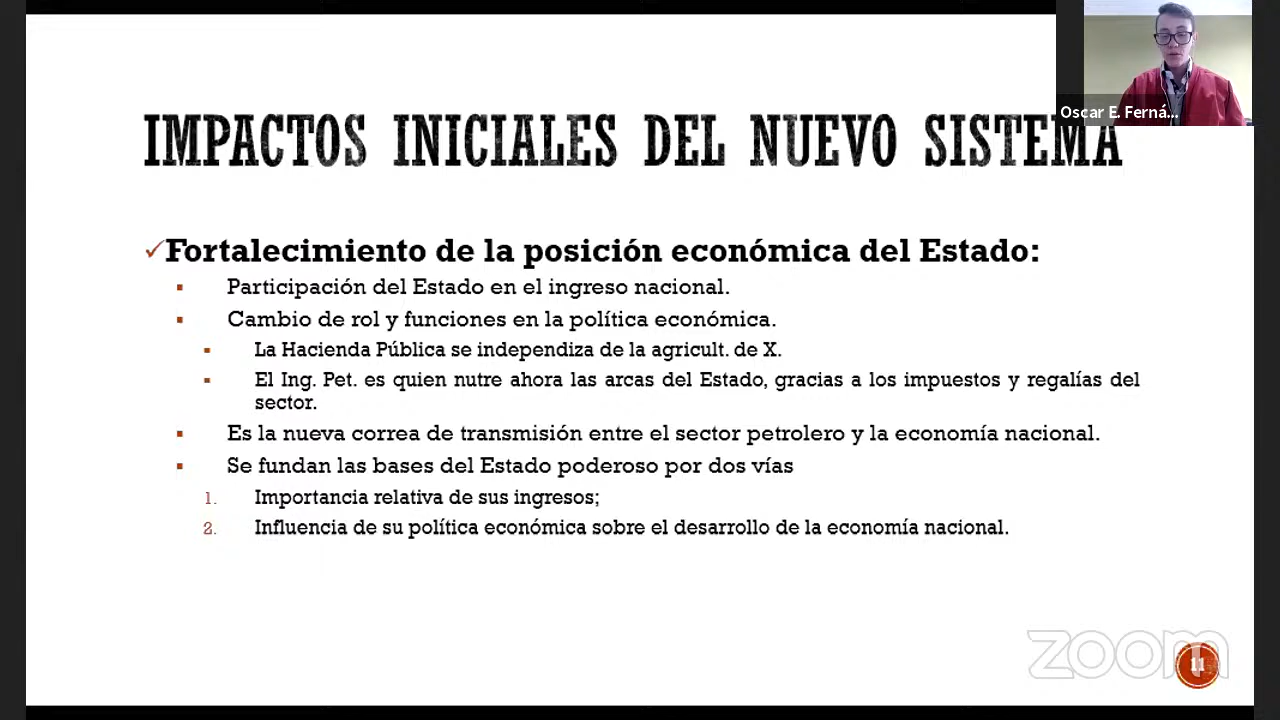 Oscar E. Ferná...
IMPACTOS INICIALES DEL NUEVO SISTEMA
✓Fortalecimiento de la posición económica del Estado:
▪ Participación del Estado en el ingreso nacional.
▪ Cambio de rol y funciones en la política económica.
▪ La Hacienda Pública se independiza de la agricult. de X.
▪ El Ing. Pet. es quien nutre ahora las arcas del Estado, gracias a los impuestos y regalías del
sector.
▪ Es la nueva correa de transmisión entre el sector petrolero y la economía nacional.
▪ Se fundan las bases del Estado poderoso por dos vías
1. Importancia relativa de sus ingresos;
2. Influencia de su política económica sobre el desarrollo de la economía nacional.
zoom
11